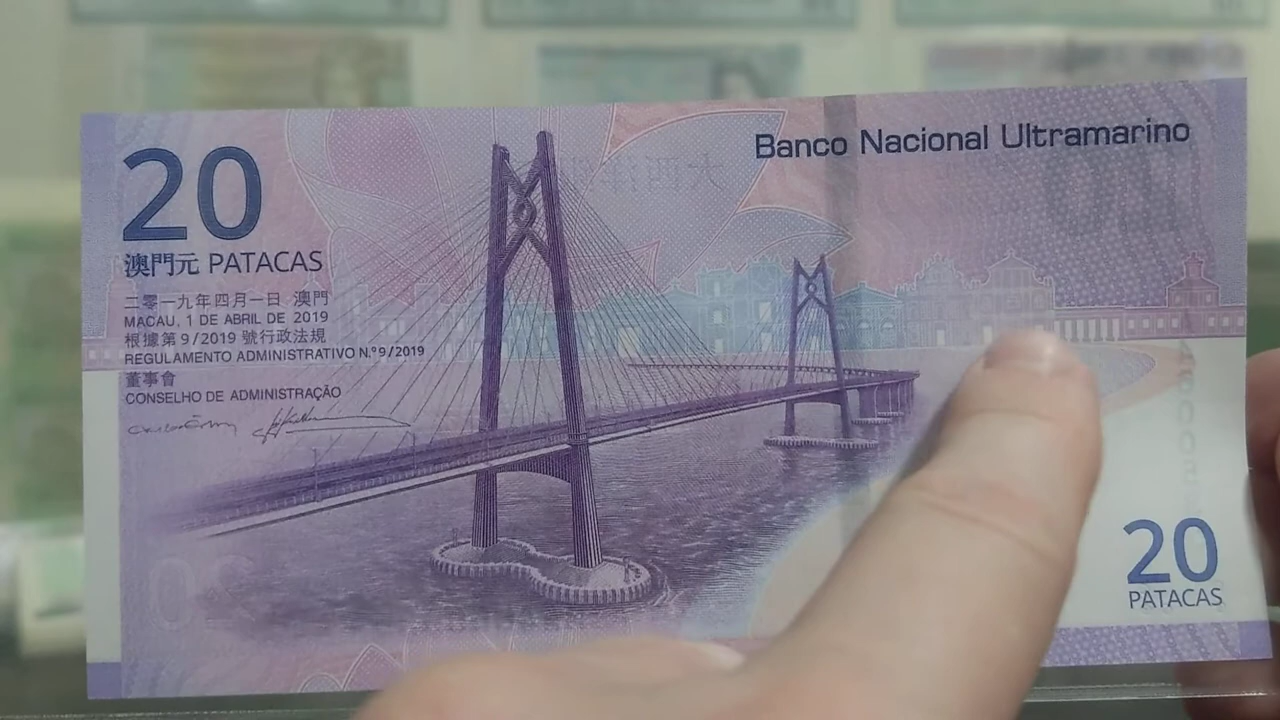 20
澳門元 PATACAS
二零一九年四月一日 澳門
MACAU, 1 DE ABRIL DE 2019
根據第 9/2019 號行政法規
REGULAMENTO ADMINISTRATIVO N.º 9/2019
董事會
CONSELHO DE ADMINISTRAÇÃO
Banco Nacional Ultramarino
20
PATACAS